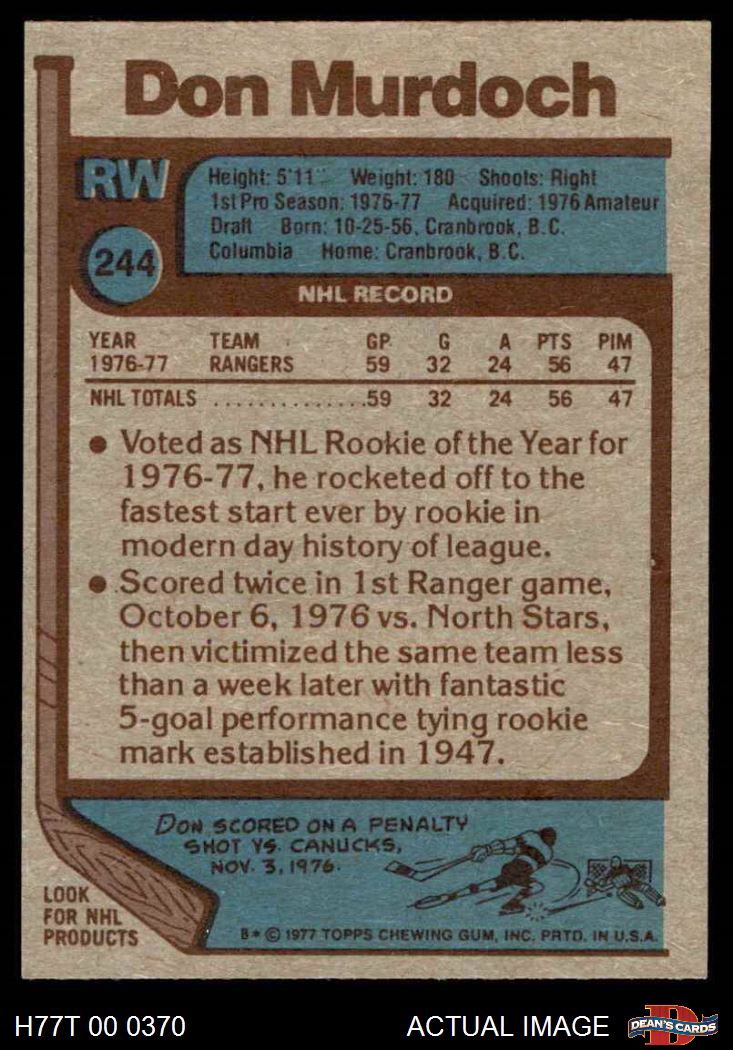 Don Murdoch
RW
244
Height: 5'11" Weight: 180 Shoots: Right
1st Pro Season: 1976-77 Acquired: 1976 Amateur
Draft Born: 10-25-56, Cranbrook, B.C.
Columbia Home: Cranbrook, B.C.
NHL RECORD
YEAR TEAM GP G A PTS PIM
1976-77 RANGERS 59 32 24 56 47
NHL TOTALS ..............59 32 24 56 47
● Voted as NHL Rookie of the Year for
1976-77, he rocketed off to the
fastest start ever by rookie in
modern day history of league.
● Scored twice in 1st Ranger game,
October 6, 1976 vs. North Stars,
then victimized the same team less
than a week later with fantastic
5-goal performance tying rookie
mark established in 1947.
DON SCORED ON A PENALTY
SHOT VS. CANUCKS,
NOV. 3, 1976.
LOOK
FOR NHL
PRODUCTS
B* © 1977 TOPPS CHEWING GUM, INC. PRTD. IN U.S.A.
H77T 00 0370
ACTUAL IMAGE
D
DEAN'S CARDS